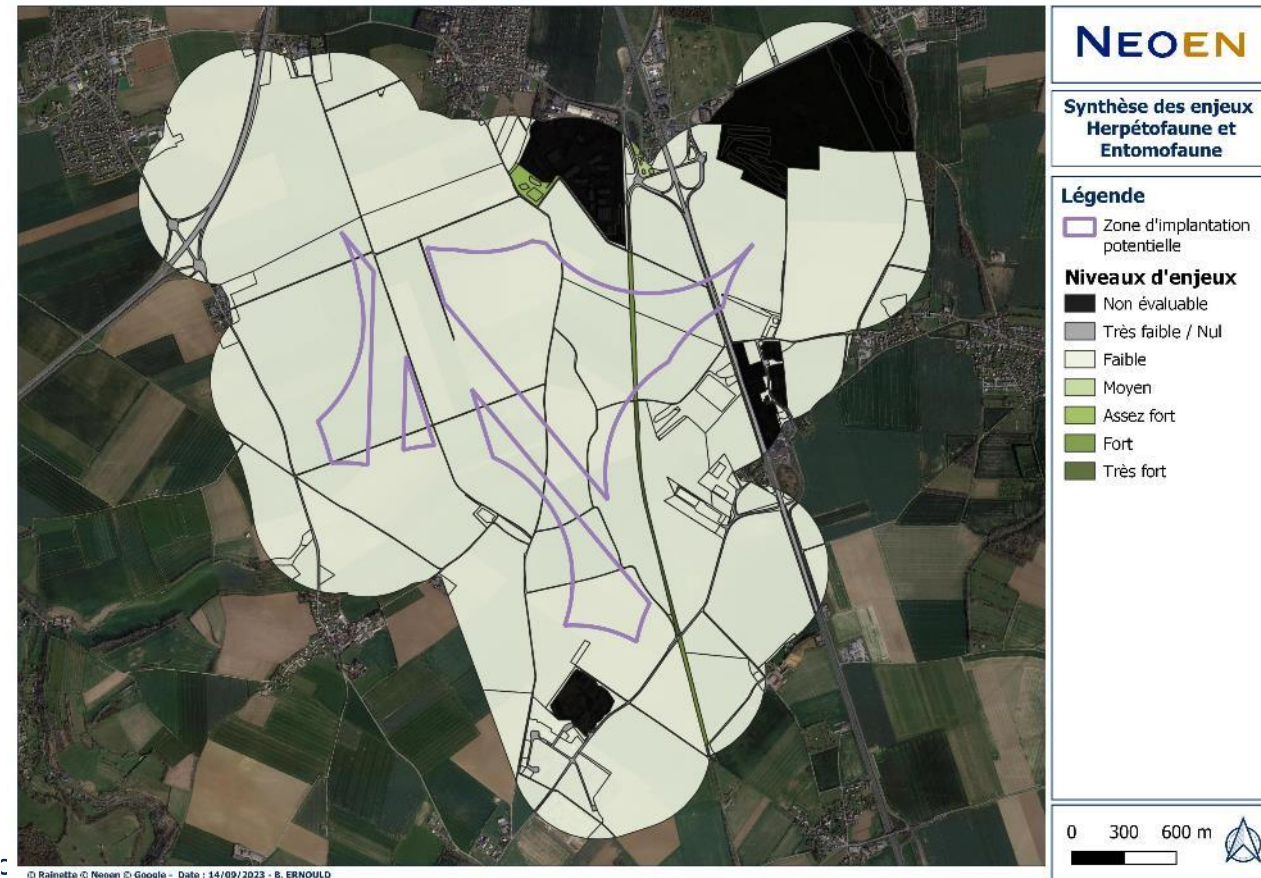 NEOEN
Synthèse des enjeux
Herpétofaune et
Entomofaune
Légende
Zone d'implantation
potentielle
Niveaux d'enjeux
Non évaluable
Très faible / Nul
Faible
Moyen
Assez fort
Fort
Très fort
0 300 600 m
© Rainette © Neoen © Google - Date : 14/09/2023 - B. ERNOULD